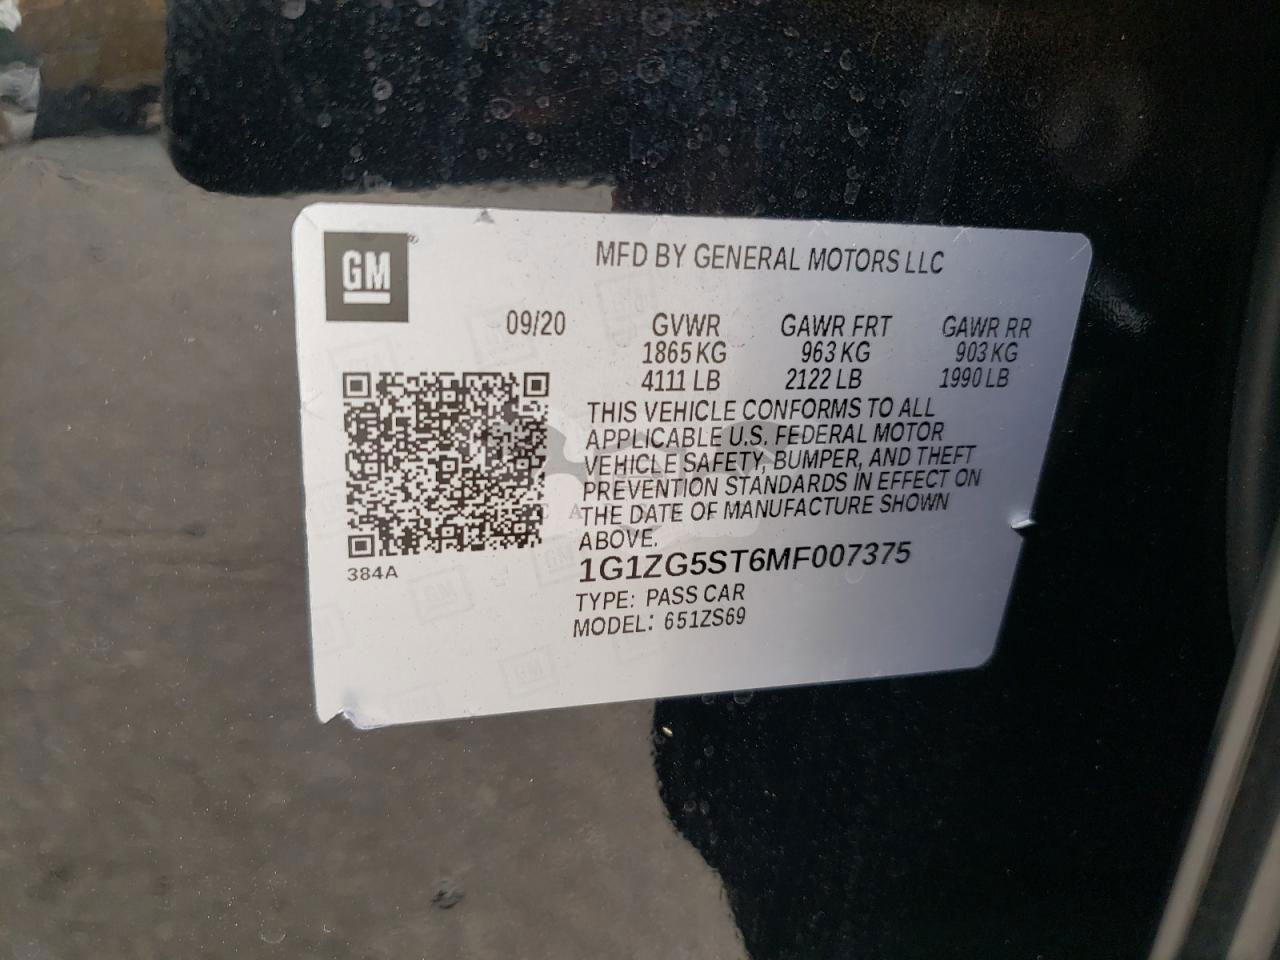 GM
MFD BY GENERAL MOTORS LLC
09/20 GVWR GAWR FRT GAWR RR
1865 KG 963 KG 903 KG
4111 LB 2122 LB 1990 LB
THIS VEHICLE CONFORMS TO ALL
APPLICABLE U.S. FEDERAL MOTOR
VEHICLE SAFETY, BUMPER, AND THEFT
PREVENTION STANDARDS IN EFFECT ON
THE DATE OF MANUFACTURE SHOWN
ABOVE.
384A
1G1ZG5ST6MF007375
TYPE: PASS CAR
MODEL: 651ZS69